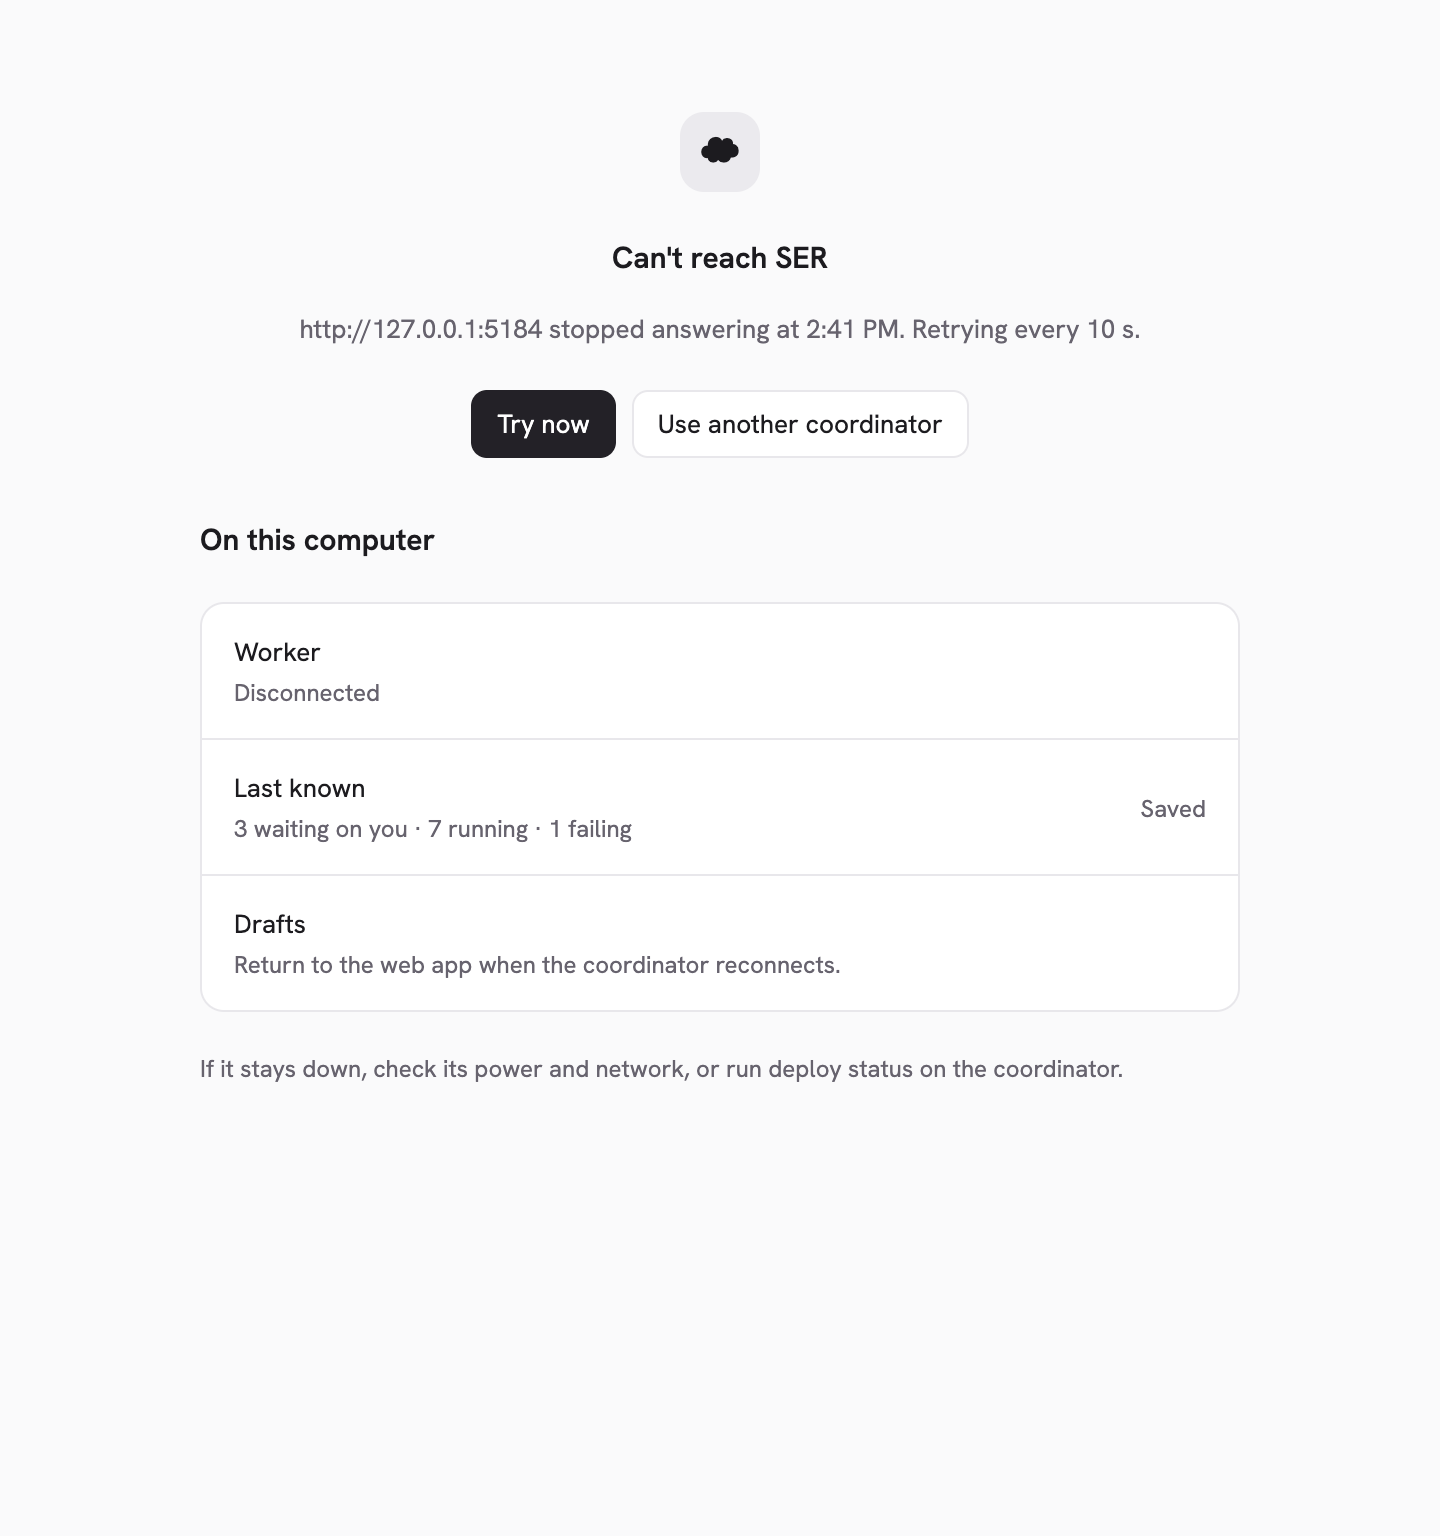 Can't reach SER
http://127.0.0.1:5184 stopped answering at 2:41 PM. Retrying every 10 s.
Try now
Use another coordinator
On this computer
Worker
Disconnected
Last known
3 waiting on you · 7 running · 1 failing
Saved
Drafts
Return to the web app when the coordinator reconnects.
If it stays down, check its power and network, or run deploy status on the coordinator.